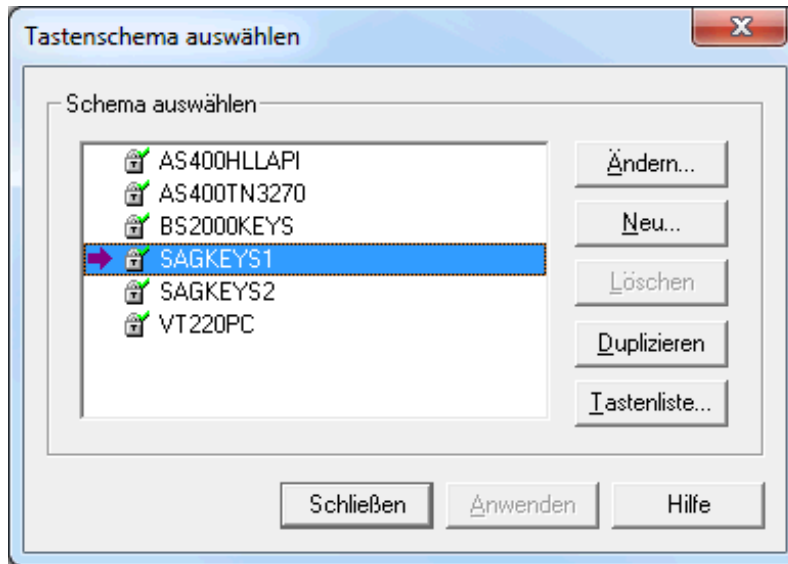 Tastenschema auswählen
Schema auswählen
AS400HLLAPI
AS400TN3270
BS2000KEYS
SAGKEYS1
SAGKEYS2
VT220PC
Ändern...
Neu...
Löschen
Duplizieren
Tastenliste...
Schließen
Anwenden
Hilfe